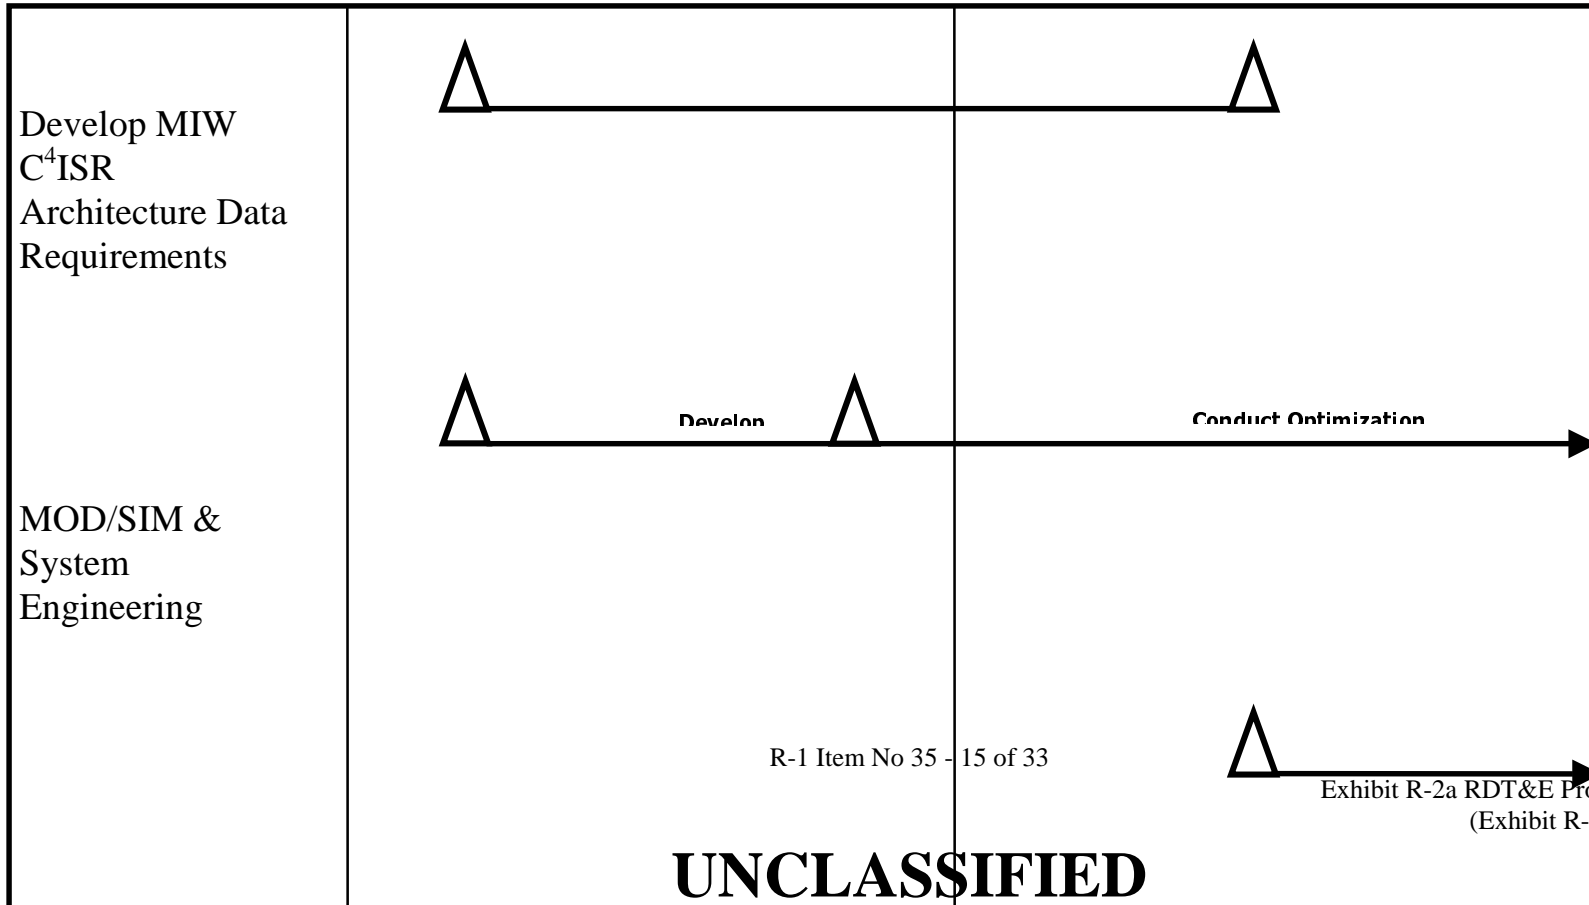 Develop MIW
C⁴ISR
Architecture Data
Requirements
Develop
Conduct Optimization
MOD/SIM &
System
Engineering
R-1 Item No 35 - 15 of 33
Exhibit R-2a RDT&E Pro
(Exhibit R-
UNCLASSIFIED